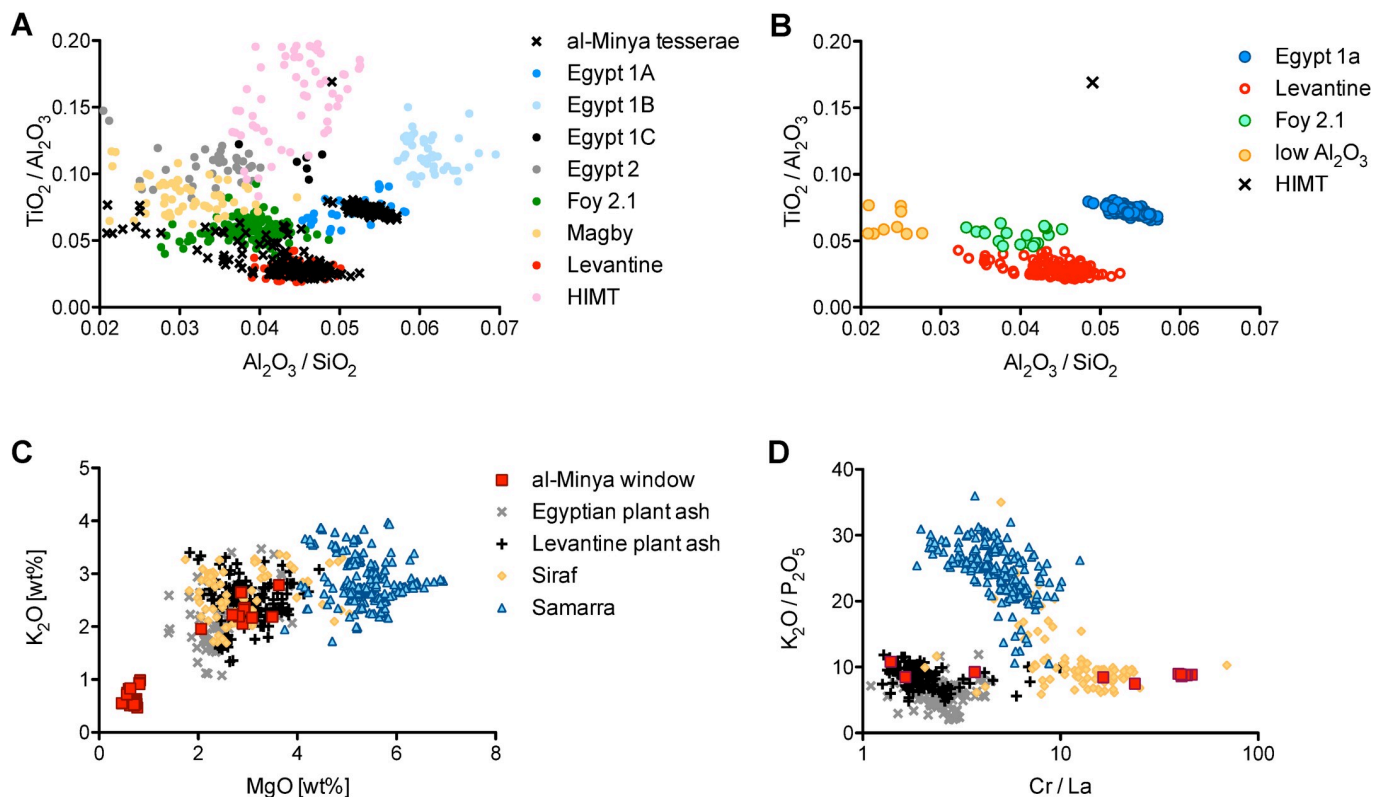 A
TiO₂ / Al₂O₃
0.20
0.15
0.10
0.05
0.00
0.02 0.03 0.04 0.05 0.06 0.07
Al₂O₃ / SiO₂
al-Minya tesserae
Egypt 1A
Egypt 1B
Egypt 1C
Egypt 2
Foy 2.1
Magby
Levantine
HIMT
B
TiO₂ / Al₂O₃
0.20
0.15
0.10
0.05
0.00
0.02 0.03 0.04 0.05 0.06 0.07
Al₂O₃ / SiO₂
Egypt 1a
Levantine
Foy 2.1
low Al₂O₃
HIMT
C
K₂O [wt%]
5
4
3
2
1
0
0 2 4 6 8
MgO [wt%]
al-Minya window
Egyptian plant ash
Levantine plant ash
Siraf
Samarra
D
K₂O / P₂O₅
40
30
20
10
0
1 10 100
Cr / La